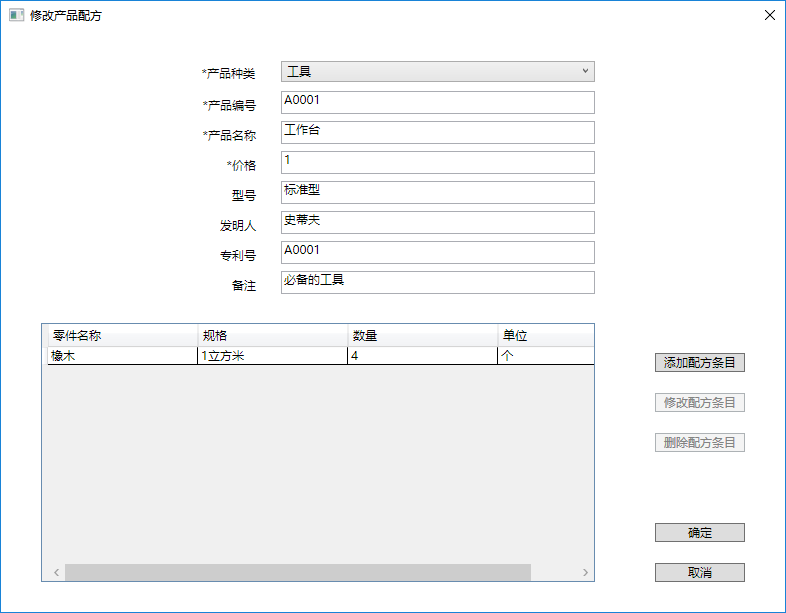 修改产品配方
*产品种类 工具
*产品编号 A0001
*产品名称 工作台
*价格 1
型号 标准型
发明人 史蒂夫
专利号 A0001
备注 必备的工具
零件名称 规格 数量 单位
橡木 1立方米 4 个
添加配方条目
修改配方条目
删除配方条目
确定
取消